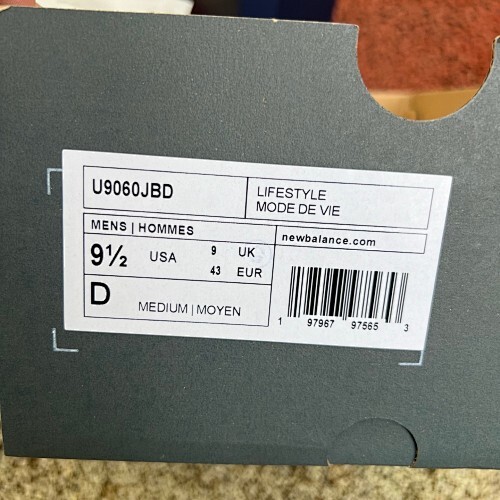 U9060JBD
LIFESTYLE
MODE DE VIE
MENS | HOMMES
newbalance.com
9½ USA 9 UK
43 EUR
D MEDIUM | MOYEN
1 97967 97565 3